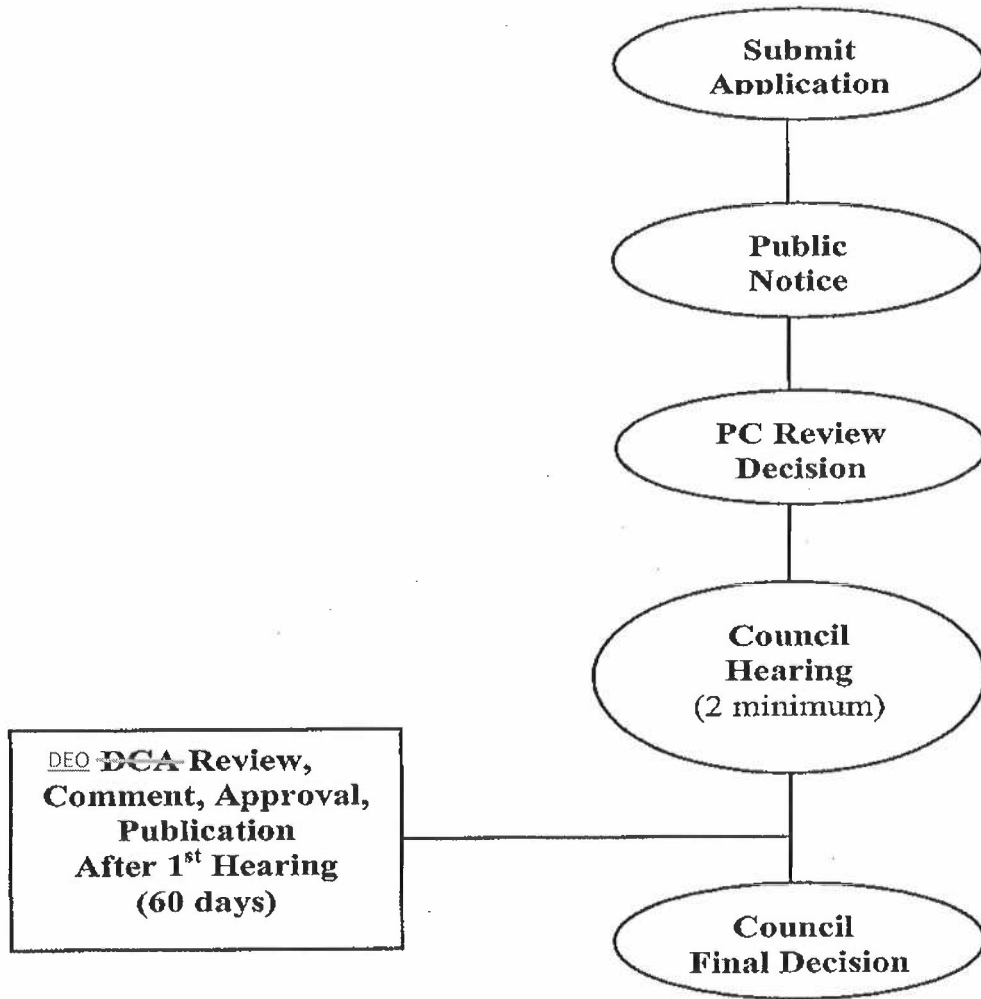 Submit
Application
Public
Notice
PC Review
Decision
Council
Hearing
(2 minimum)
DEO DCA Review,
Comment, Approval,
Publication
After 1st Hearing
(60 days)
Council
Final Decision